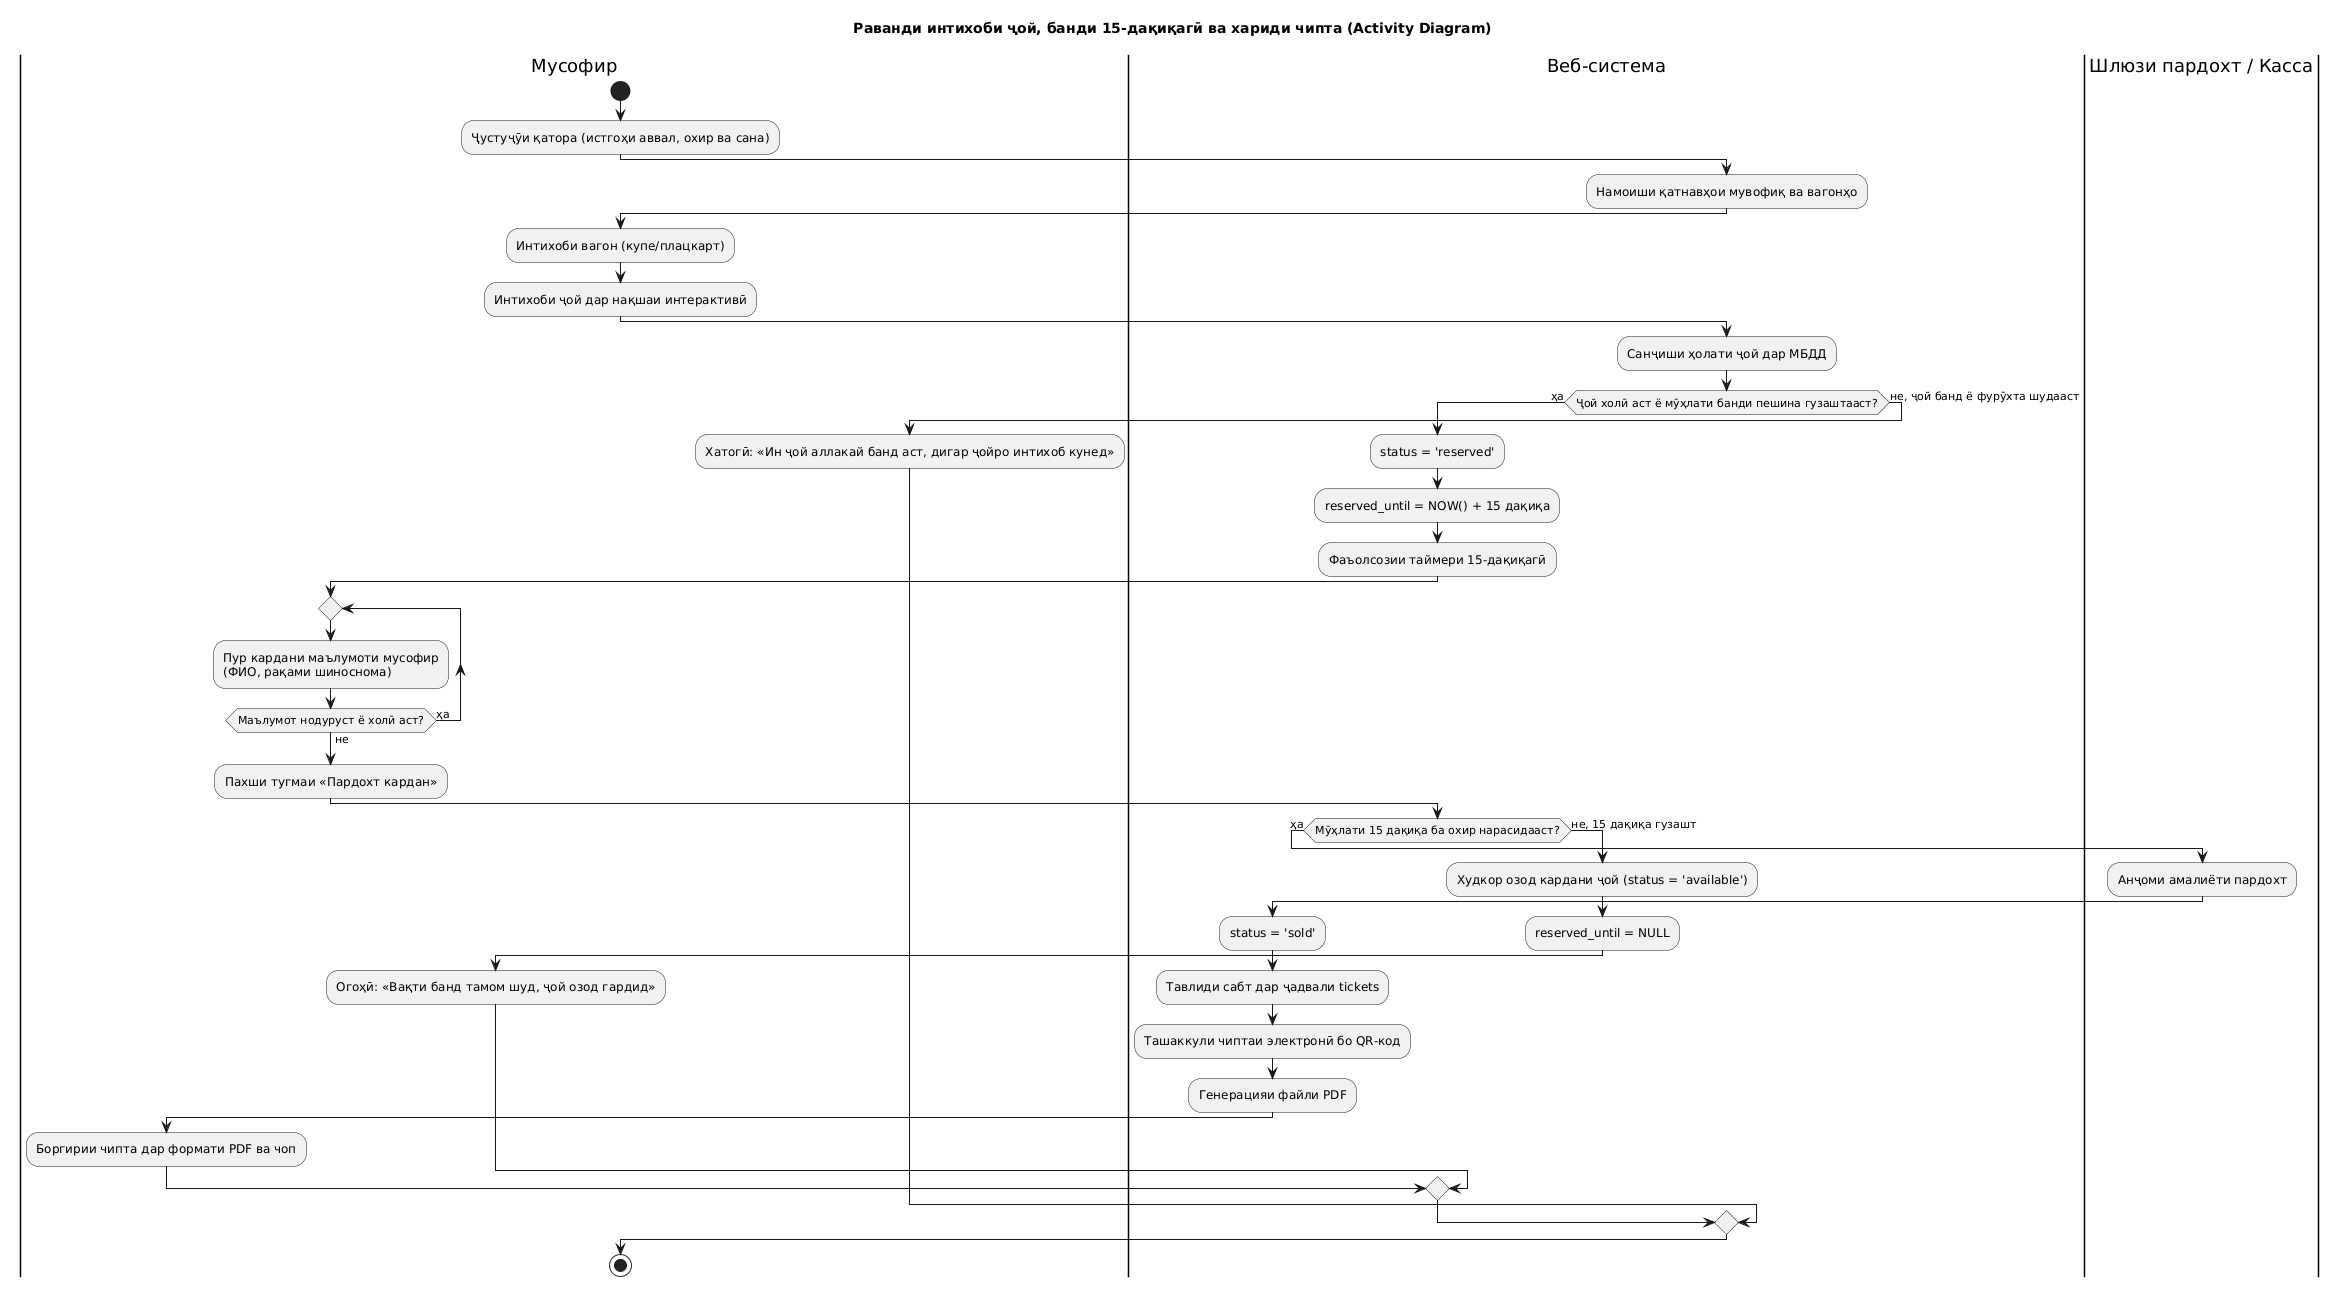 Раванди интихоби ҷой, банди 15-дақиқагӣ ва хариди чипта (Activity Diagram)
Мусофир
Веб-система
Шлюзи пардохт / Касса
Ҷустуҷӯи қатора (истгоҳи аввал, охир ва сана)
Намоиши қатнавҳои мувофиқ ва вагонҳо
Интихоби вагон (купе/плацкарт)
Интихоби ҷой дар нақшаи интерактивӣ
Санҷиши ҳолати ҷой дар МБДД
ҳа
Ҷой холӣ аст ё мӯҳлати банди пешина гузаштааст?
не, ҷой банд ё фурӯхта шудааст
Хатогӣ: «Ин ҷой аллакай банд аст, дигар ҷойро интихоб кунед»
status = 'reserved'
reserved_until = NOW() + 15 дақиқа
Фаъолсозии таймери 15-дақиқагӣ
Пур кардани маълумоти мусофир
(ФИО, рақами шиноснома)
Маълумот нодуруст ё холӣ аст?
ҳа
не
Пахши тугмаи «Пардохт кардан»
ҳа
Мӯҳлати 15 дақиқа ба охир нарасидааст?
не, 15 дақиқа гузашт
Худкор озод кардани ҷой (status = 'available')
Анҷоми амалиёти пардохт
status = 'sold'
reserved_until = NULL
Огоҳӣ: «Вақти банд тамом шуд, ҷой озод гардид»
Тавлиди сабт дар ҷадвали tickets
Ташаккули чиптаи электронӣ бо QR-код
Генерацияи файли PDF
Боргирии чипта дар формати PDF ва чоп